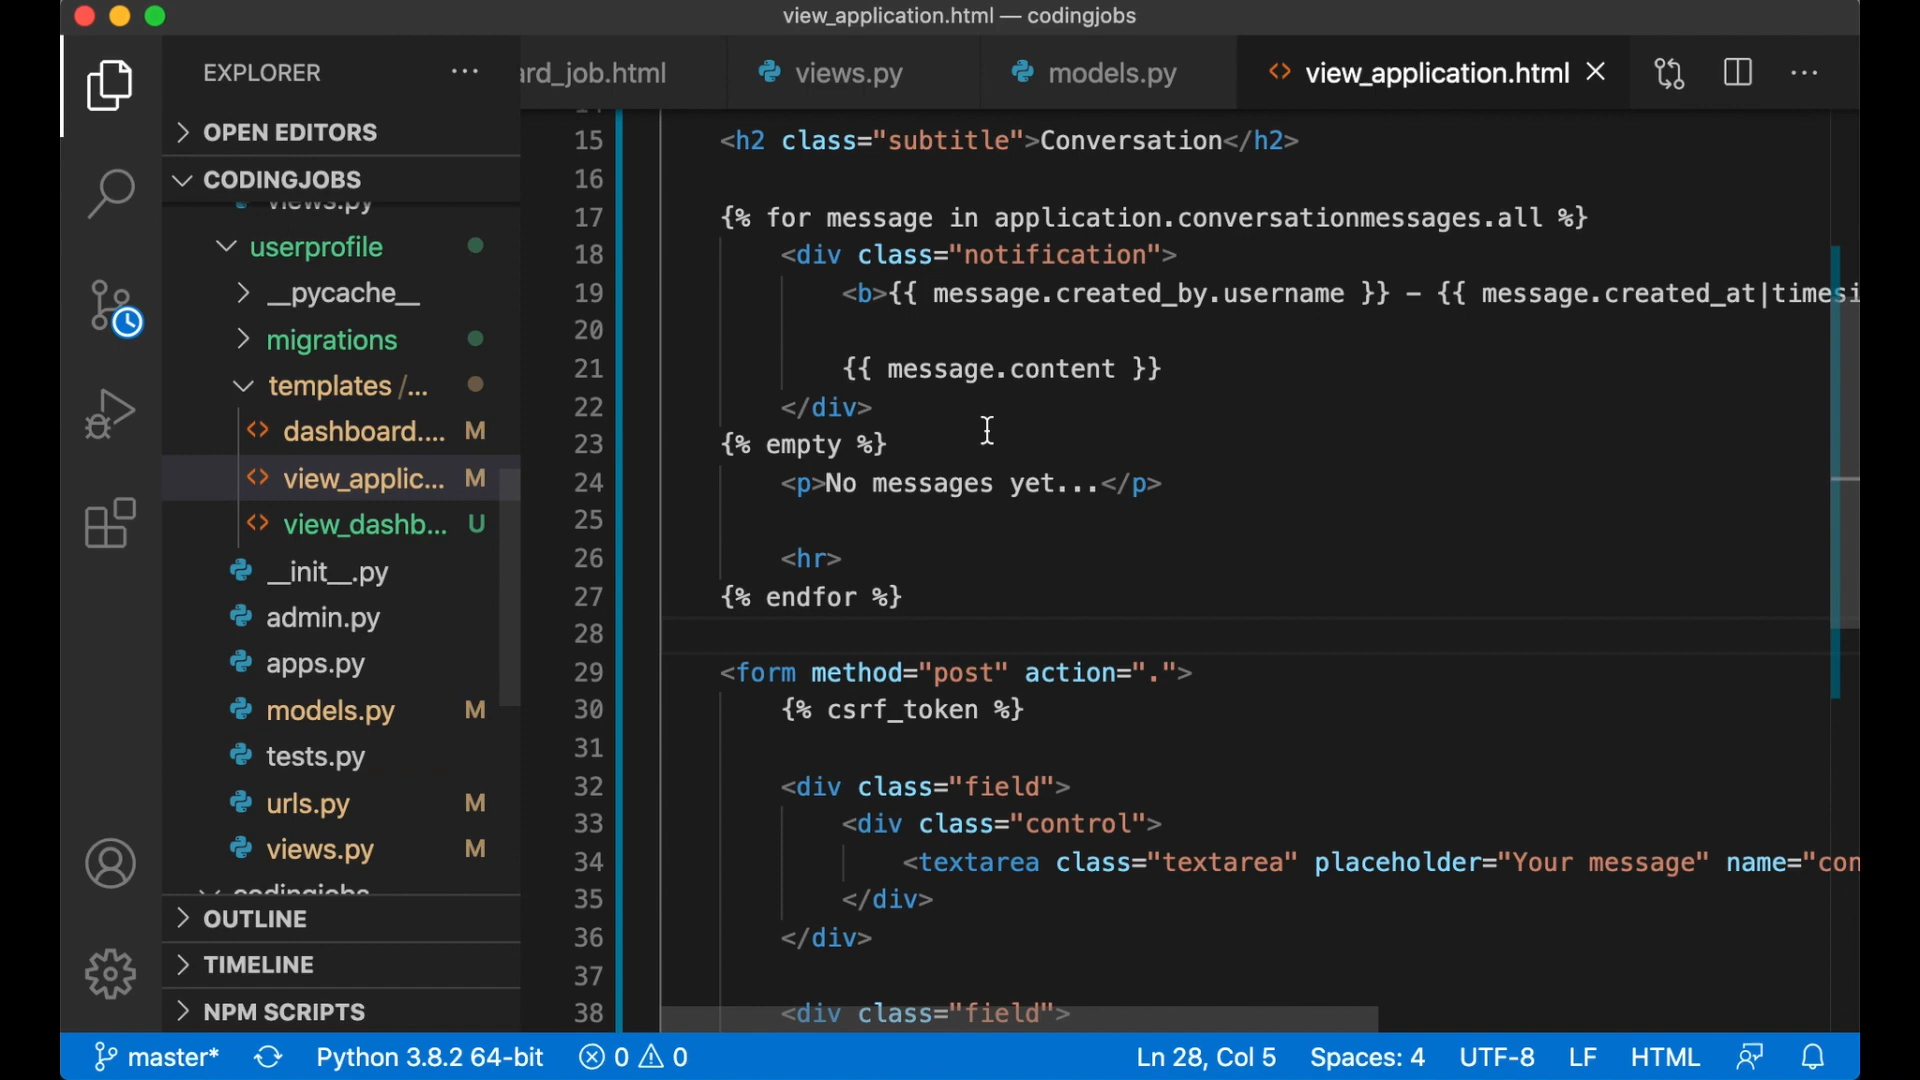 view_application.html — codingjobs
EXPLORER
ard_job.html
views.py
models.py
view_application.html
OPEN EDITORS
CODINGJOBS
views.py
userprofile
__pycache__
migrations
templates /...
dashboard.... M
view_applic... M
view_dashb... U
__init__.py
admin.py
apps.py
models.py M
tests.py
urls.py M
views.py M
codingjobs
OUTLINE
TIMELINE
NPM SCRIPTS
15 <h2 class="subtitle">Conversation</h2>
16
17 {% for message in application.conversationmessages.all %}
18 <div class="notification">
19 <b>{{ message.created_by.username }} – {{ message.created_at|timesi
20
21 {{ message.content }}
22 </div>
23 {% empty %}
24 <p>No messages yet...</p>
25
26 <hr>
27 {% endfor %}
28
29 <form method="post" action=".">
30 {% csrf_token %}
31
32 <div class="field">
33 <div class="control">
34 <textarea class="textarea" placeholder="Your message" name="con
35 </div>
36 </div>
37
38 <div class="field">
master*
Python 3.8.2 64-bit
0
0
Ln 28, Col 5
Spaces: 4
UTF-8
LF
HTML